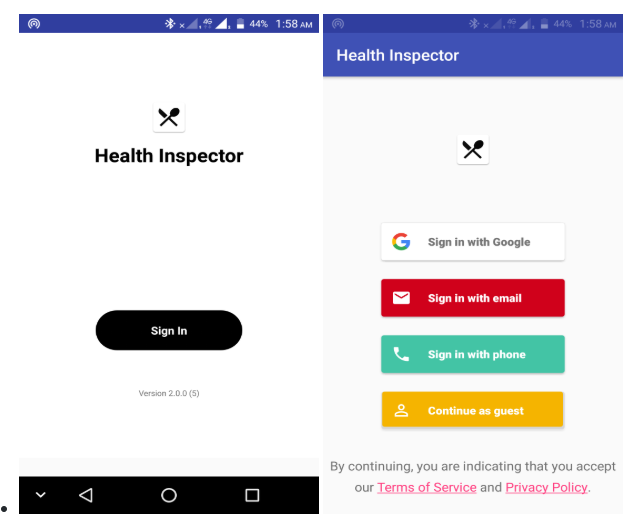 4G 44% 1:58 AM
Health Inspector
Sign In
Version 2.0.0 (5)
4G 44% 1:58 AM
Health Inspector
Sign in with Google
Sign in with email
Sign in with phone
Continue as guest
By continuing, you are indicating that you accept
our Terms of Service and Privacy Policy.